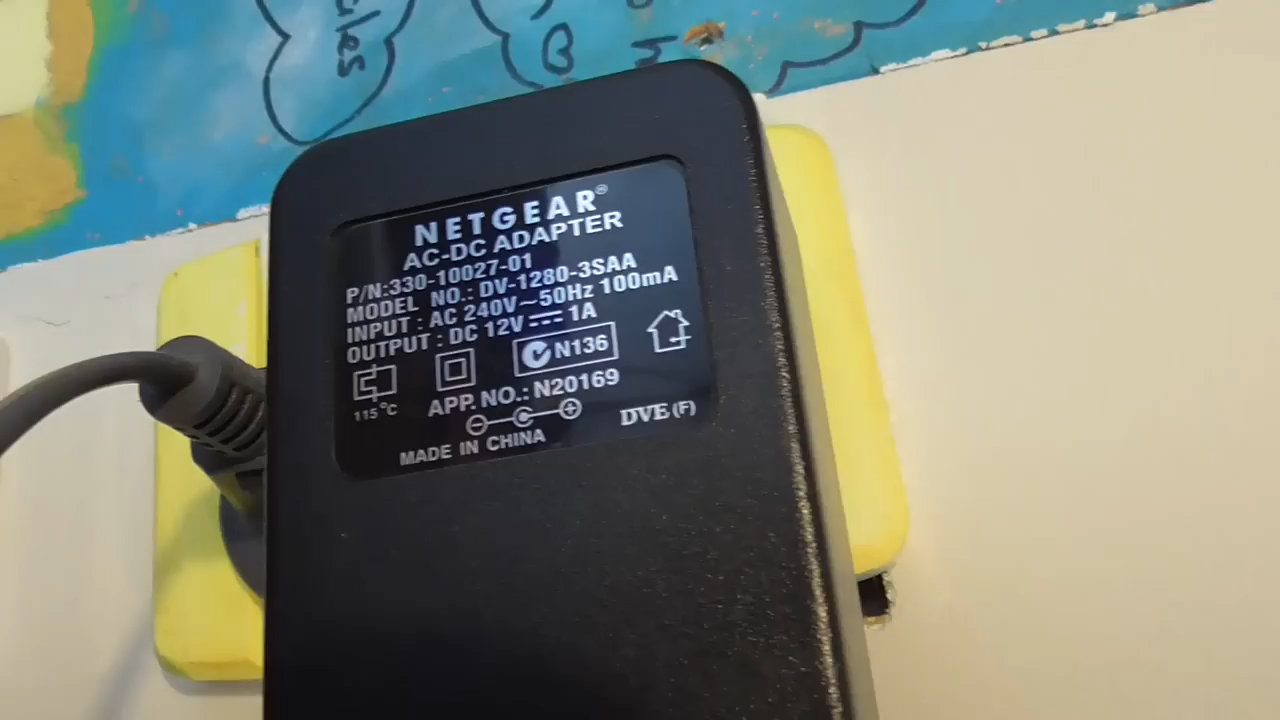 cles
B
NETGEAR®
AC-DC ADAPTER
P/N:330-10027-01
MODEL NO.: DV-1280-3SAA
INPUT : AC 240V~50Hz 100mA
OUTPUT : DC 12V⎓1A
N136
115°C
APP. NO.: N20169
DVE (F)
MADE IN CHINA